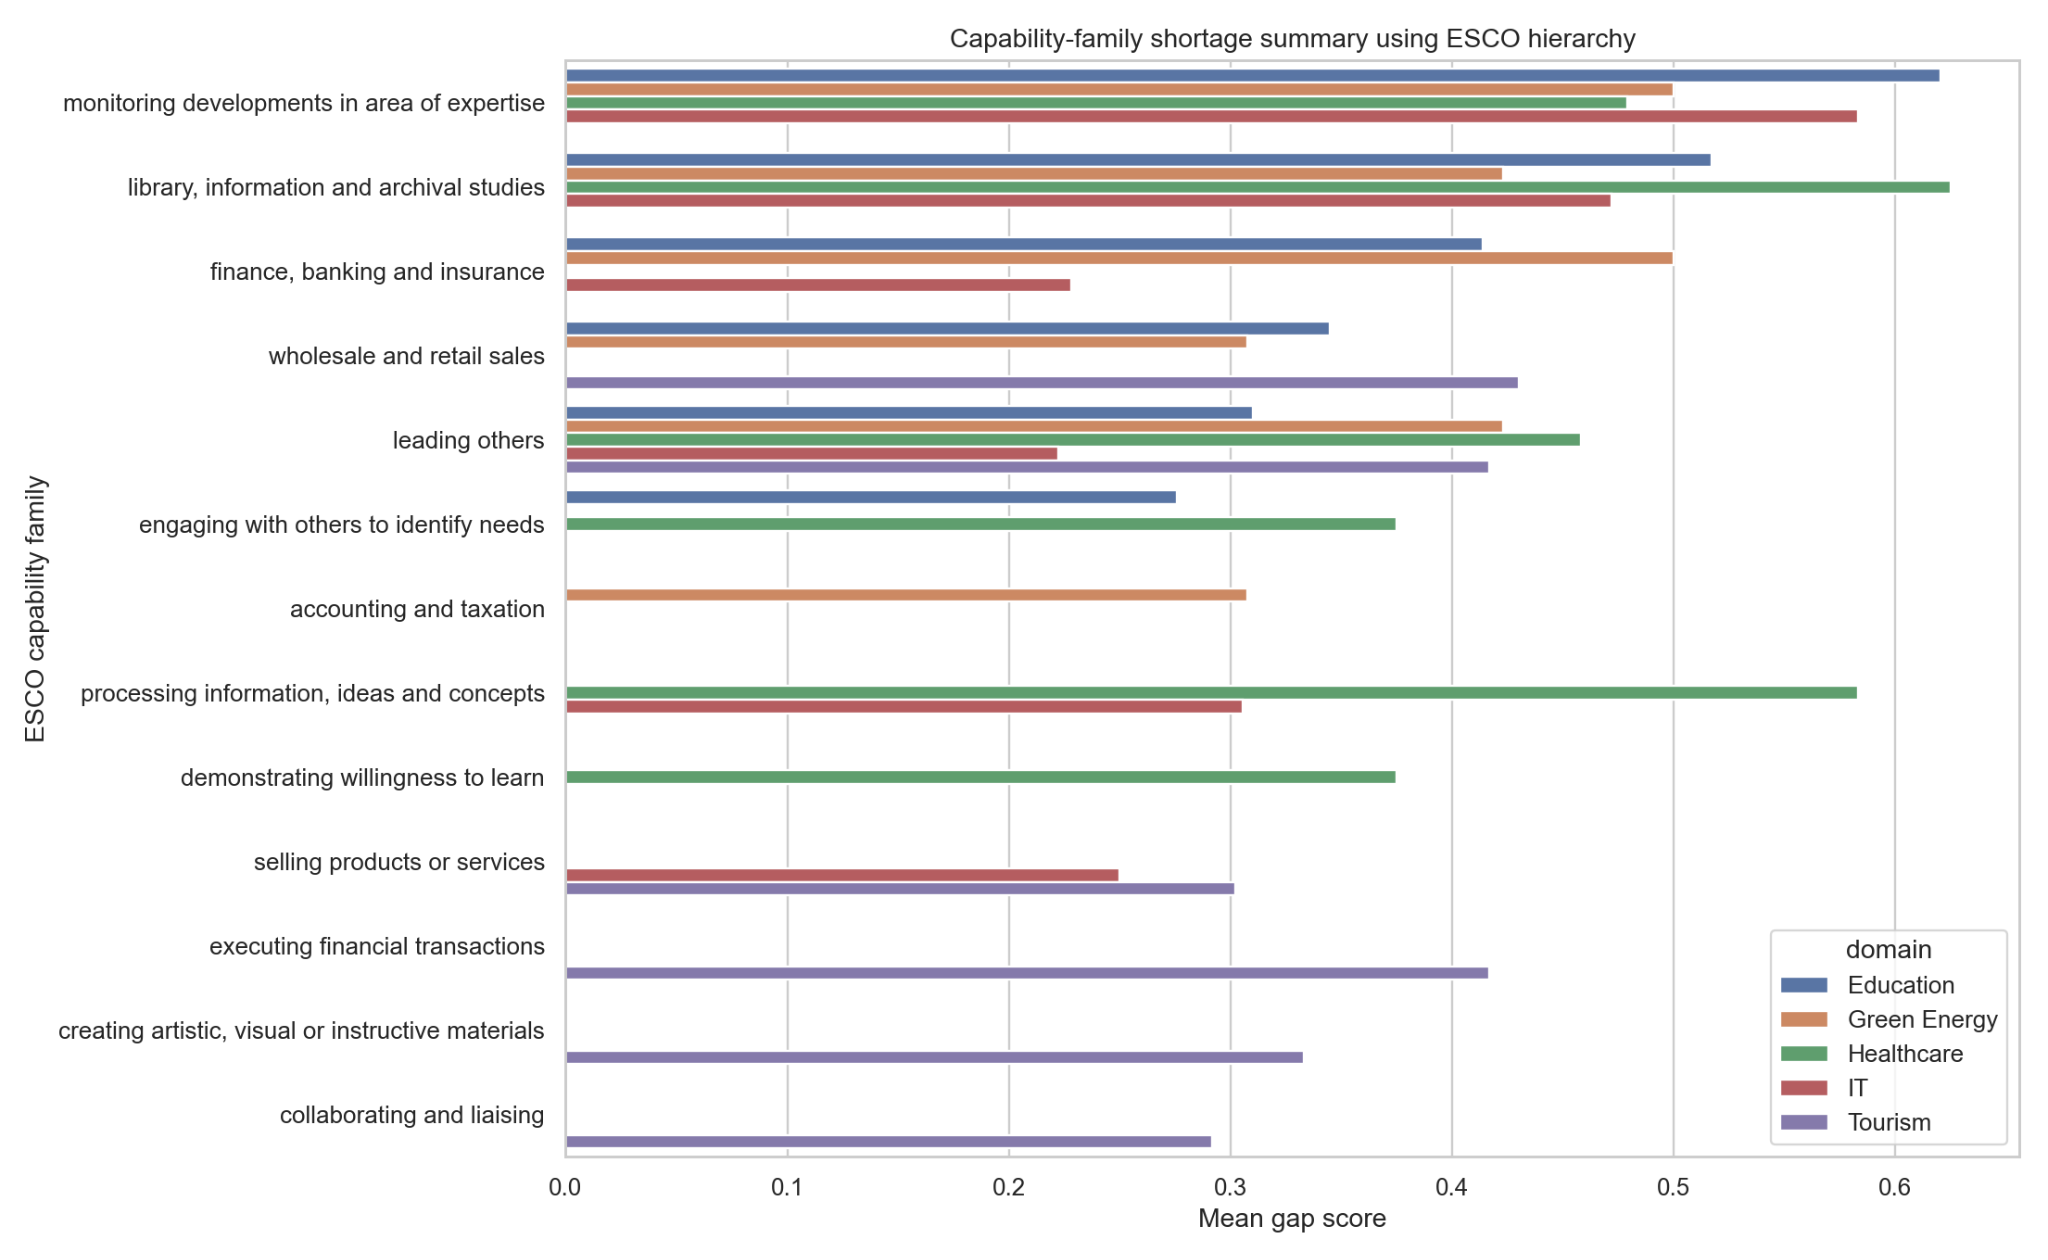 Capability-family shortage summary using ESCO hierarchy
ESCO capability family
monitoring developments in area of expertise
library, information and archival studies
finance, banking and insurance
wholesale and retail sales
leading others
engaging with others to identify needs
accounting and taxation
processing information, ideas and concepts
demonstrating willingness to learn
selling products or services
executing financial transactions
creating artistic, visual or instructive materials
collaborating and liaising
domain
Education
Green Energy
Healthcare
IT
Tourism
0.0 0.1 0.2 0.3 0.4 0.5 0.6
Mean gap score